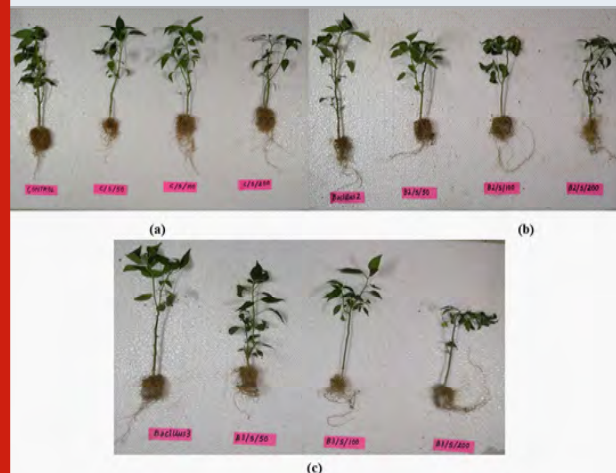 CONTROL
C/S/50
C/S/100
C/S/200
Bacillus2
B2/S/50
B2/S/100
B2/S/200
(a)
(b)
Bacillus3
B3/S/50
B3/S/100
B3/S/200
(c)